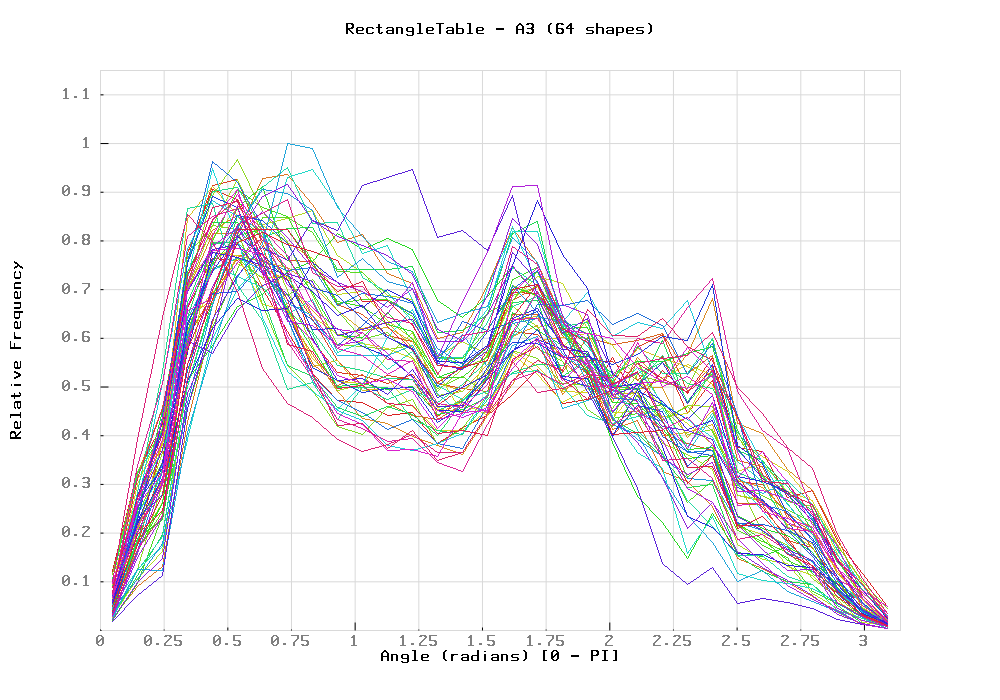 RectangleTable - A3 (64 shapes)
Relative Frequency
1.1
1
0.9
0.8
0.7
0.6
0.5
0.4
0.3
0.2
0.1
0 0.25 0.5 0.75 1 1.25 1.5 1.75 2 2.25 2.5 2.75 3
Angle (radians) [0 - PI]